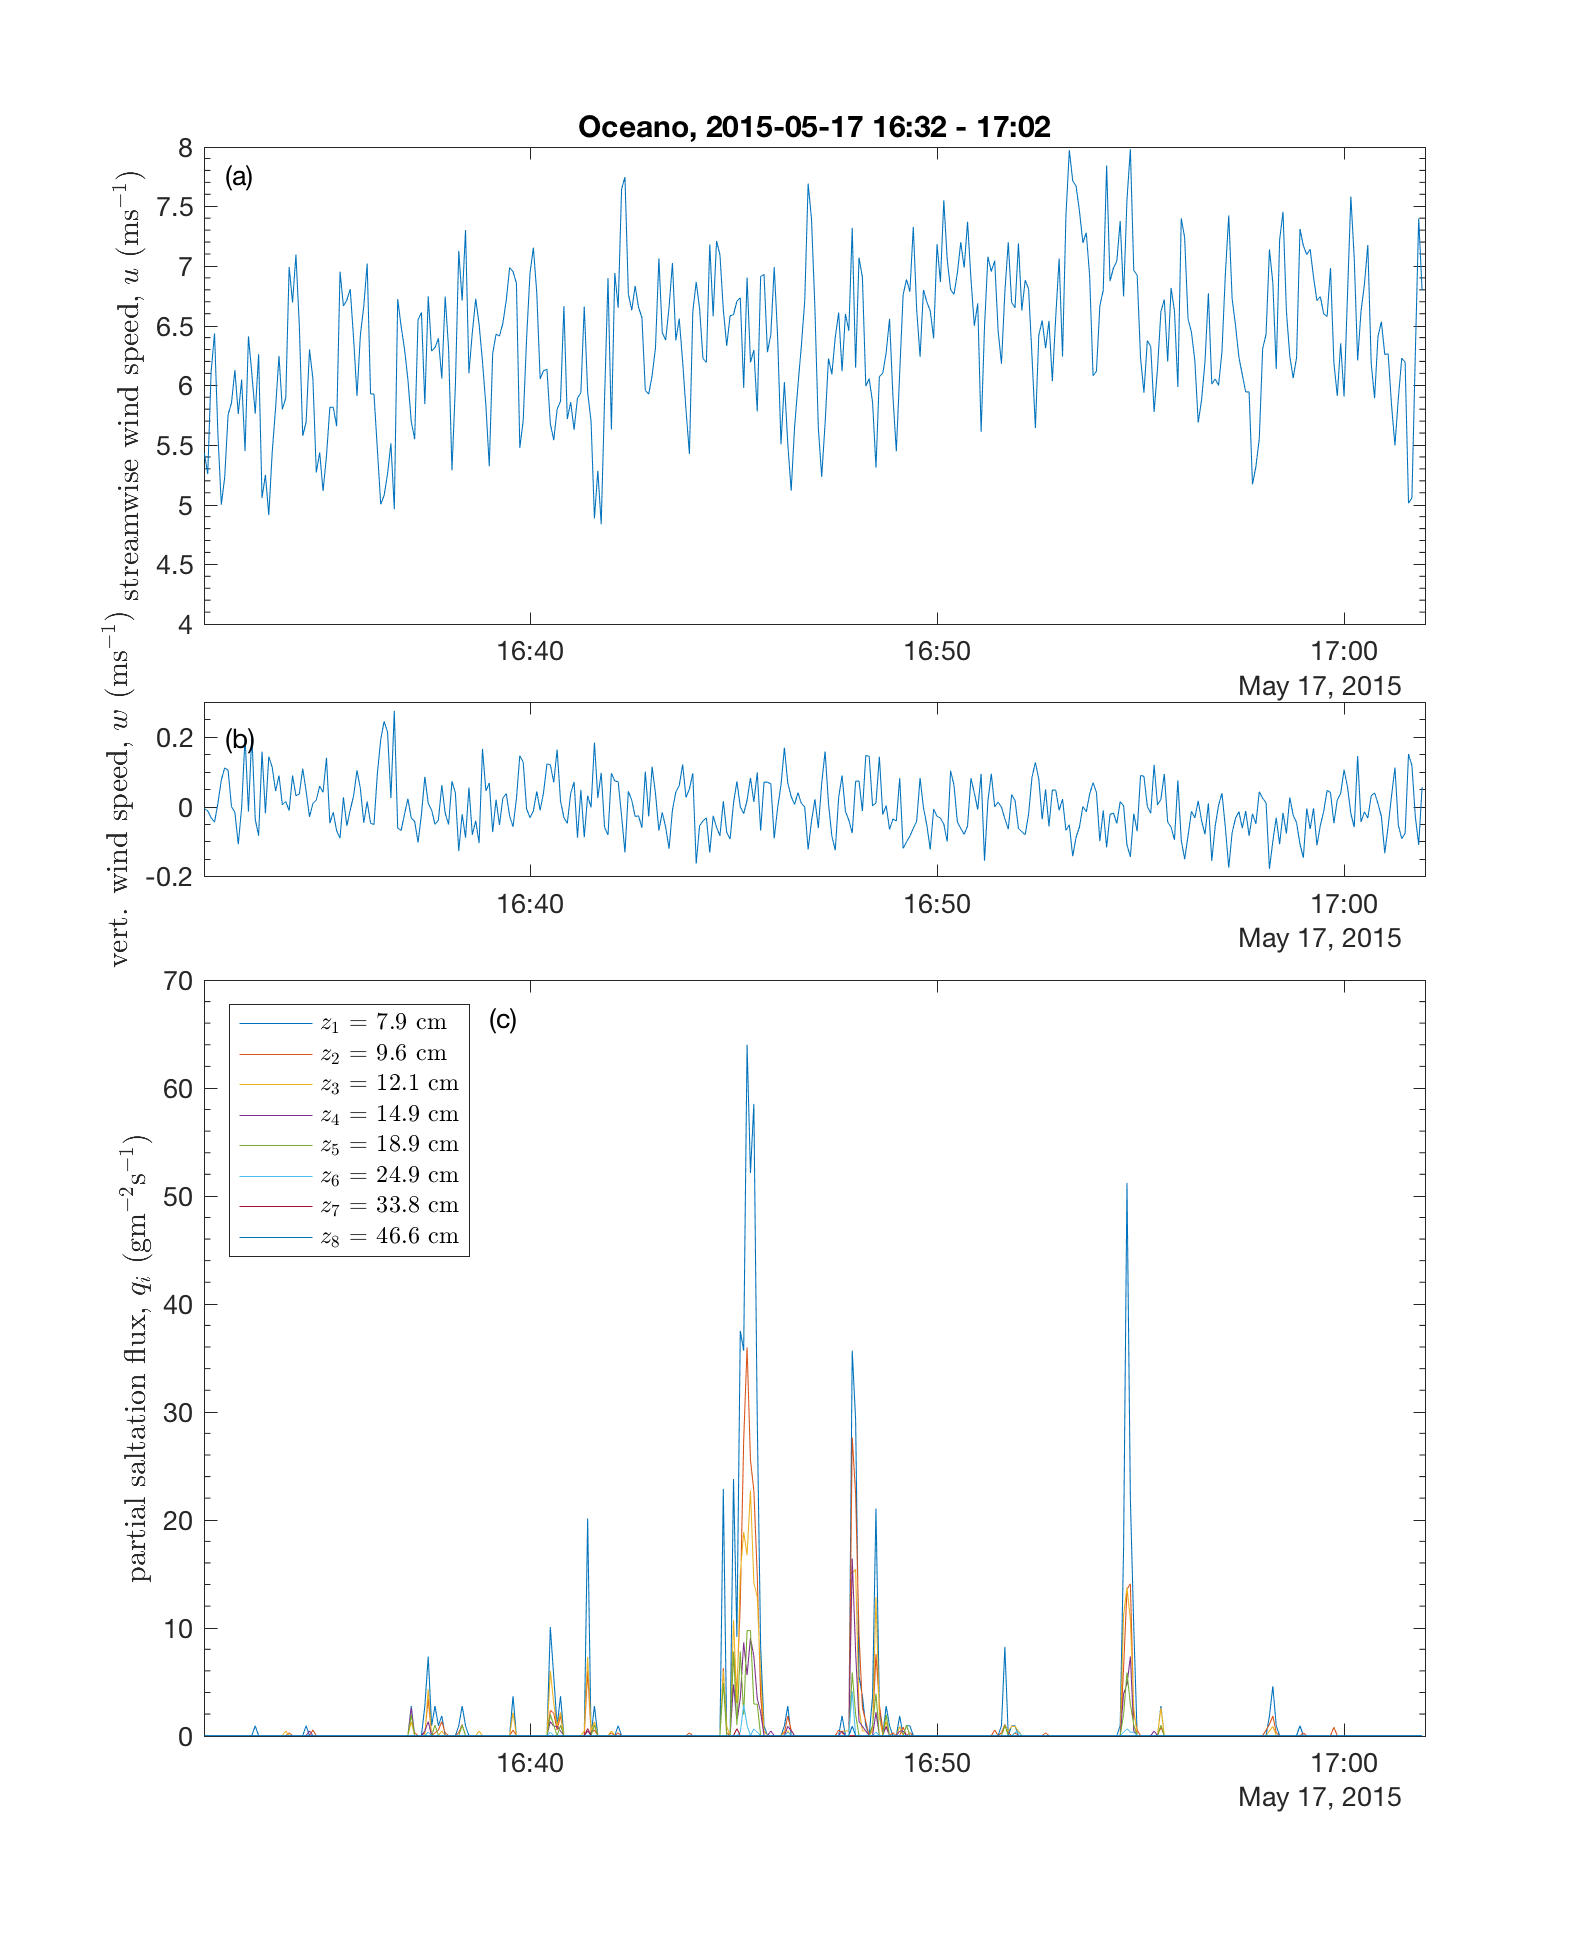 Oceano, 2015-05-17 16:32 - 17:02
(a)
streamwise wind speed, u (ms⁻¹)
8
7.5
7
6.5
6
5.5
5
4.5
4
16:40 16:50 17:00
May 17, 2015
(b)
vert. wind speed, w (ms⁻¹)
0.2
0
-0.2
16:40 16:50 17:00
May 17, 2015
(c)
partial saltation flux, qᵢ (gm⁻²s⁻¹)
70
60
50
40
30
20
10
0
z₁ = 7.9 cm
z₂ = 9.6 cm
z₃ = 12.1 cm
z₄ = 14.9 cm
z₅ = 18.9 cm
z₆ = 24.9 cm
z₇ = 33.8 cm
z₈ = 46.6 cm
16:40 16:50 17:00
May 17, 2015